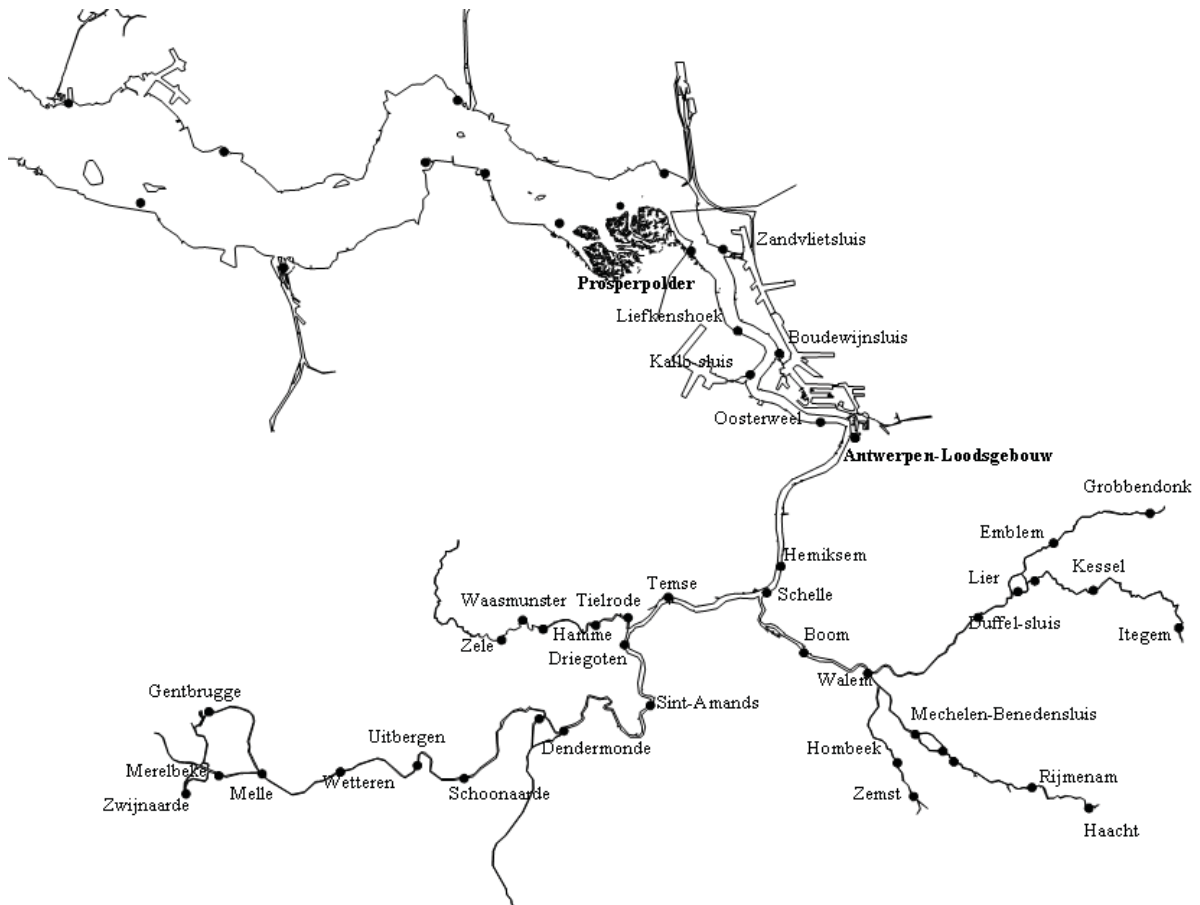 Zandvlietsluis
Prosperpolder
Liefkenshoek
Boudewijnsluis
Kallo-sluis
Oosterweel
Antwerpen-Loodsgebouw
Grobbendonk
Emblem
Hemiksem
Kessel
Lier
Temse
Schelle
Waasmunster
Tielrode
Duffel-sluis
Itegem
Hamme
Boom
Zele
Driegoten
Walem
Gentbrugge
Sint-Amands
Mechelen-Benedensluis
Uitbergen
Dendermonde
Hombeek
Merelbeke
Wetteren
Rijmenam
Melle
Schoonaarde
Zemst
Zwijnaarde
Haacht